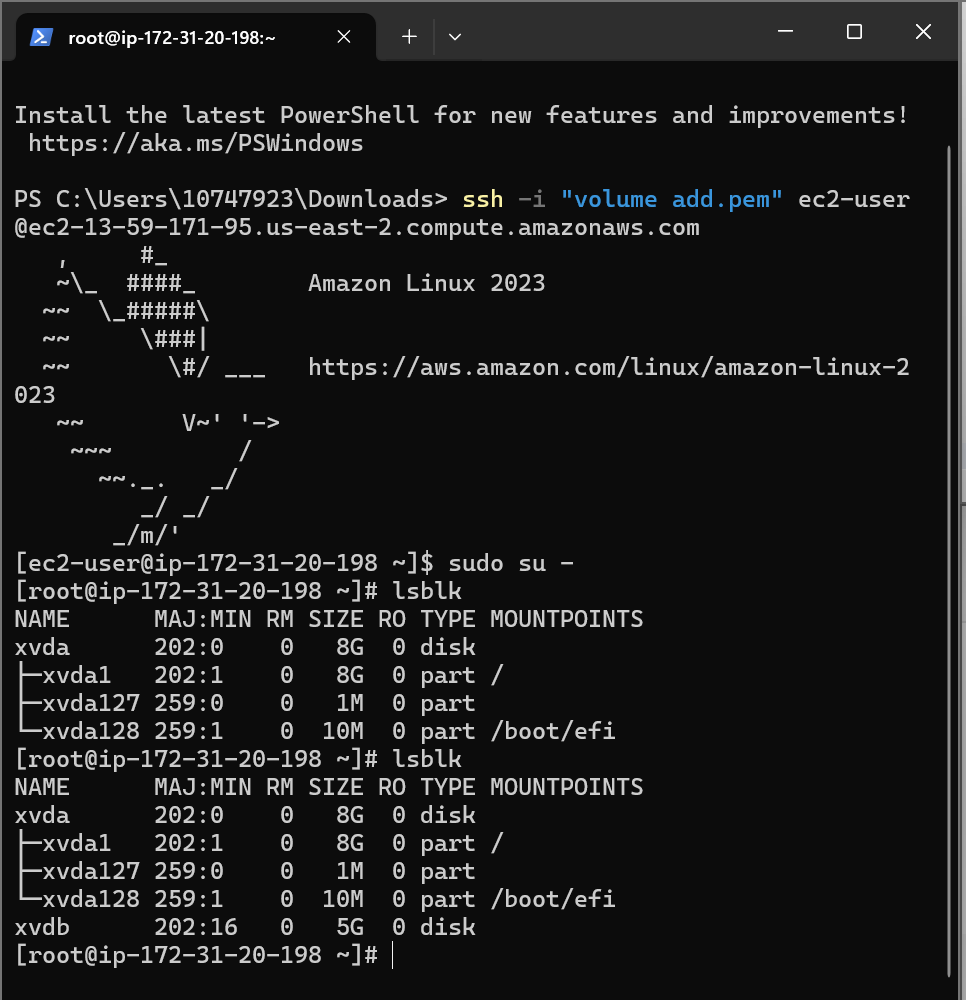 root@ip-172-31-20-198:~
Install the latest PowerShell for new features and improvements!
 https://aka.ms/PSWindows

PS C:\Users\10747923\Downloads> ssh -i "volume add.pem" ec2-user
@ec2-13-59-171-95.us-east-2.compute.amazonaws.com
   ,     #_
   ~\_  ####_        Amazon Linux 2023
  ~~  \_#####\
  ~~     \###|
  ~~       \#/ ___   https://aws.amazon.com/linux/amazon-linux-2
023
   ~~       V~' '->
    ~~~         /
      ~~._.   _/
         _/ _/
       _/m/'
[ec2-user@ip-172-31-20-198 ~]$ sudo su -
[root@ip-172-31-20-198 ~]# lsblk
NAME      MAJ:MIN RM SIZE RO TYPE MOUNTPOINTS
xvda      202:0    0   8G  0 disk
├─xvda1   202:1    0   8G  0 part /
├─xvda127 259:0    0   1M  0 part
└─xvda128 259:1    0  10M  0 part /boot/efi
[root@ip-172-31-20-198 ~]# lsblk
NAME      MAJ:MIN RM SIZE RO TYPE MOUNTPOINTS
xvda      202:0    0   8G  0 disk
├─xvda1   202:1    0   8G  0 part /
├─xvda127 259:0    0   1M  0 part
└─xvda128 259:1    0  10M  0 part /boot/efi
xvdb      202:16   0   5G  0 disk
[root@ip-172-31-20-198 ~]#